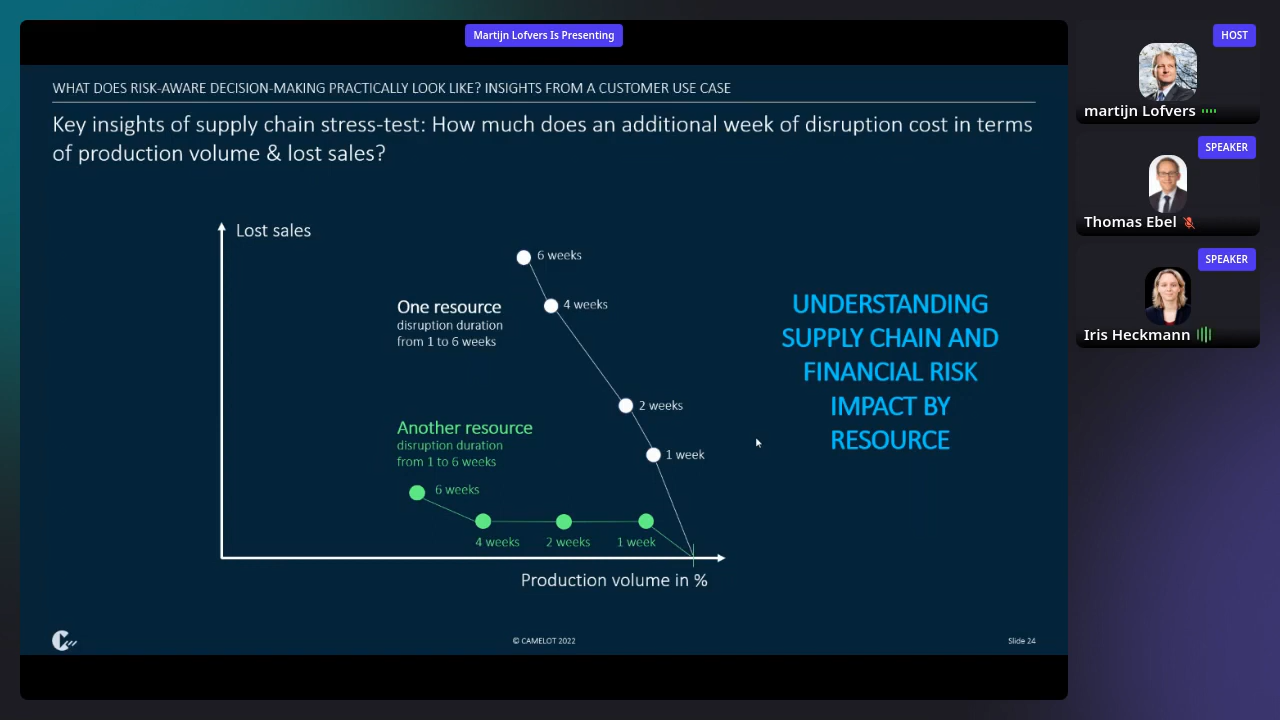 Martijn Lofvers Is Presenting
WHAT DOES RISK-AWARE DECISION-MAKING PRACTICALLY LOOK LIKE? INSIGHTS FROM A CUSTOMER USE CASE
Key insights of supply chain stress-test: How much does an additional week of disruption cost in terms
of production volume & lost sales?
Lost sales
6 weeks
4 weeks
One resource
disruption duration
from 1 to 6 weeks
2 weeks
1 week
Another resource
disruption duration
from 1 to 6 weeks
6 weeks
4 weeks
2 weeks
1 week
Production volume in %
UNDERSTANDING
SUPPLY CHAIN AND
FINANCIAL RISK
IMPACT BY
RESOURCE
© CAMELOT 2022
Slide 24
HOST
martijn Lofvers
SPEAKER
Thomas Ebel
SPEAKER
Iris Heckmann